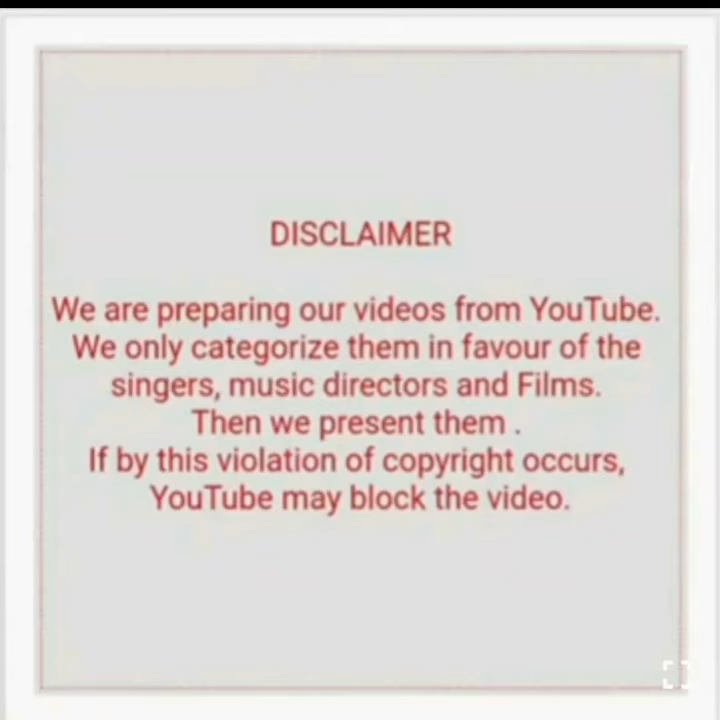 DISCLAIMER
We are preparing our videos from YouTube.
We only categorize them in favour of the
singers, music directors and Films.
Then we present them .
If by this violation of copyright occurs,
YouTube may block the video.